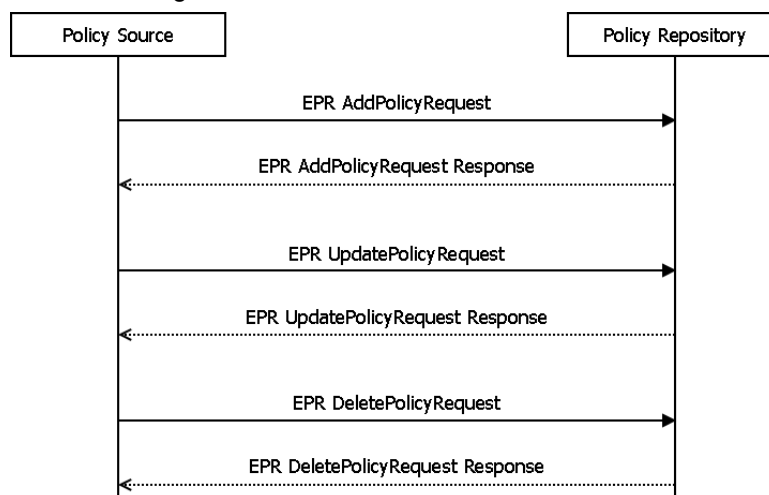 Policy Source
Policy Repository
EPR AddPolicyRequest
EPR AddPolicyRequest Response
EPR UpdatePolicyRequest
EPR UpdatePolicyRequest Response
EPR DeletePolicyRequest
EPR DeletePolicyRequest Response